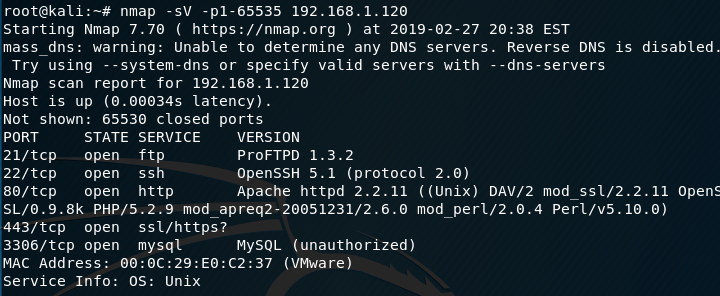 root@kali:~# nmap -sV -p1-65535 192.168.1.120
Starting Nmap 7.70 ( https://nmap.org ) at 2019-02-27 20:38 EST
mass_dns: warning: Unable to determine any DNS servers. Reverse DNS is disabled.
 Try using --system-dns or specify valid servers with --dns-servers
Nmap scan report for 192.168.1.120
Host is up (0.00034s latency).
Not shown: 65530 closed ports
PORT     STATE SERVICE    VERSION
21/tcp   open  ftp        ProFTPD 1.3.2
22/tcp   open  ssh        OpenSSH 5.1 (protocol 2.0)
80/tcp   open  http       Apache httpd 2.2.11 ((Unix) DAV/2 mod_ssl/2.2.11 OpenS
SL/0.9.8k PHP/5.2.9 mod_apreq2-20051231/2.6.0 mod_perl/2.0.4 Perl/v5.10.0)
443/tcp  open  ssl/https?
3306/tcp open  mysql      MySQL (unauthorized)
MAC Address: 00:0C:29:E0:C2:37 (VMware)
Service Info: OS: Unix